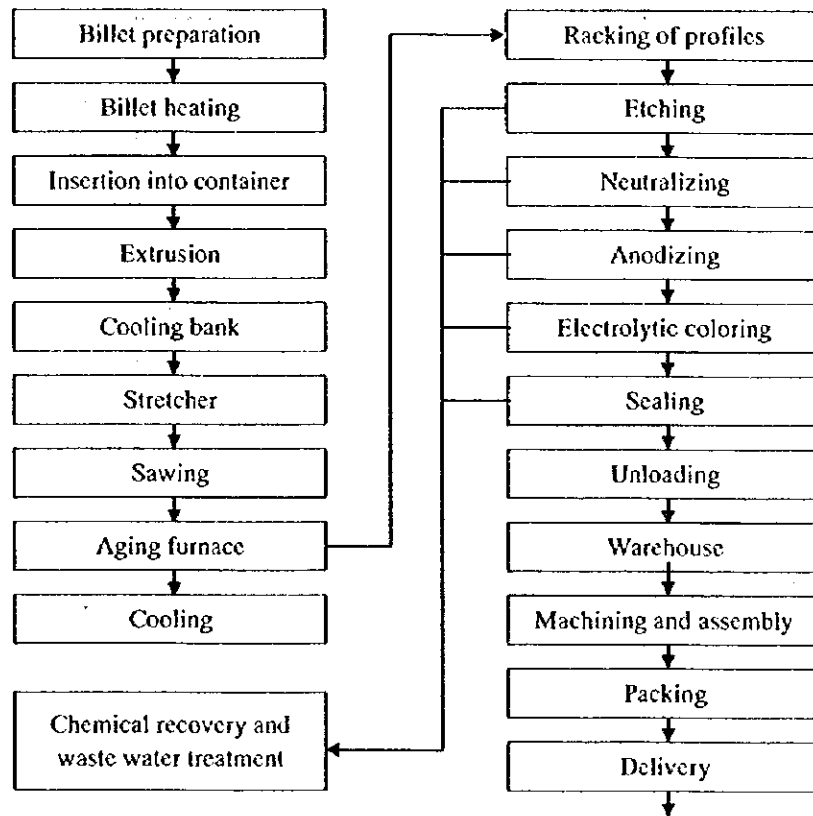 Billet preparation
Billet heating
Insertion into container
Extrusion
Cooling bank
Stretcher
Sawing
Aging furnace
Cooling
Chemical recovery and
waste water treatment
Racking of profiles
Etching
Neutralizing
Anodizing
Electrolytic coloring
Sealing
Unloading
Warehouse
Machining and assembly
Packing
Delivery